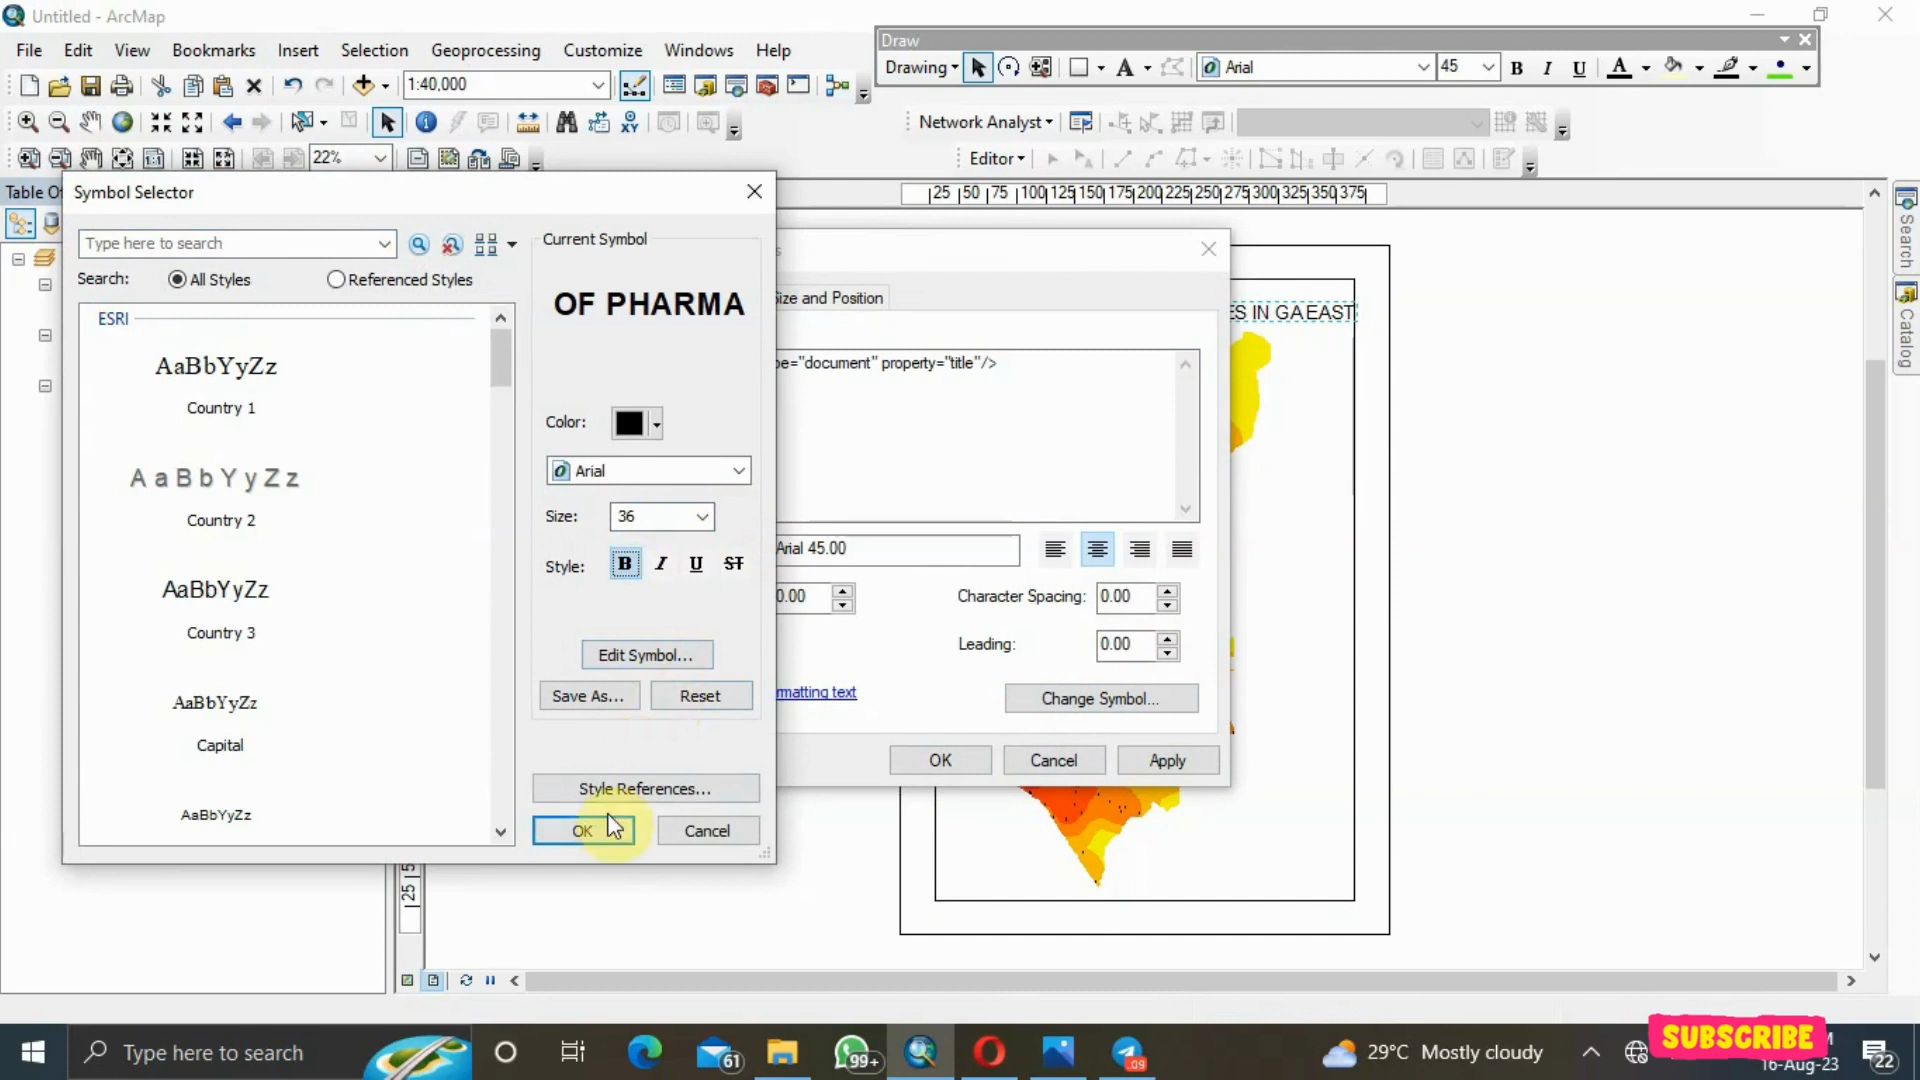 Untitled - ArcMap
File Edit View Bookmarks Insert Selection Geoprocessing Customize Windows Help
Draw
Drawing A Arial 45 B I U A
1:40,000
Network Analyst
22%
Editor
Table Of
Symbol Selector
25 50 75 100 125 150 175 200 225 250 275 300 325 350 375
Type here to search
Search: All Styles Referenced Styles
ESRI
AaBbYyZz
Country 1
AaBbYyZz
Country 2
AaBbYyZz
Country 3
AaBbYyZz
Capital
AaBbYyZz
Current Symbol
OF PHARMA
Color:
Arial
Size: 36
Style: B I U ST
Edit Symbol...
Save As... Reset
Style References...
OK Cancel
Size and Position
pe="document" property="title"/>
Arial 45.00
0.00
Character Spacing: 0.00
Leading: 0.00
rmatting text
Change Symbol...
OK Cancel Apply
ES IN GA EAST
Search
Catalog
25
Type here to search
61
99+
.09
29°C Mostly cloudy
SUBSCRIBE
M
16-Aug-23
22